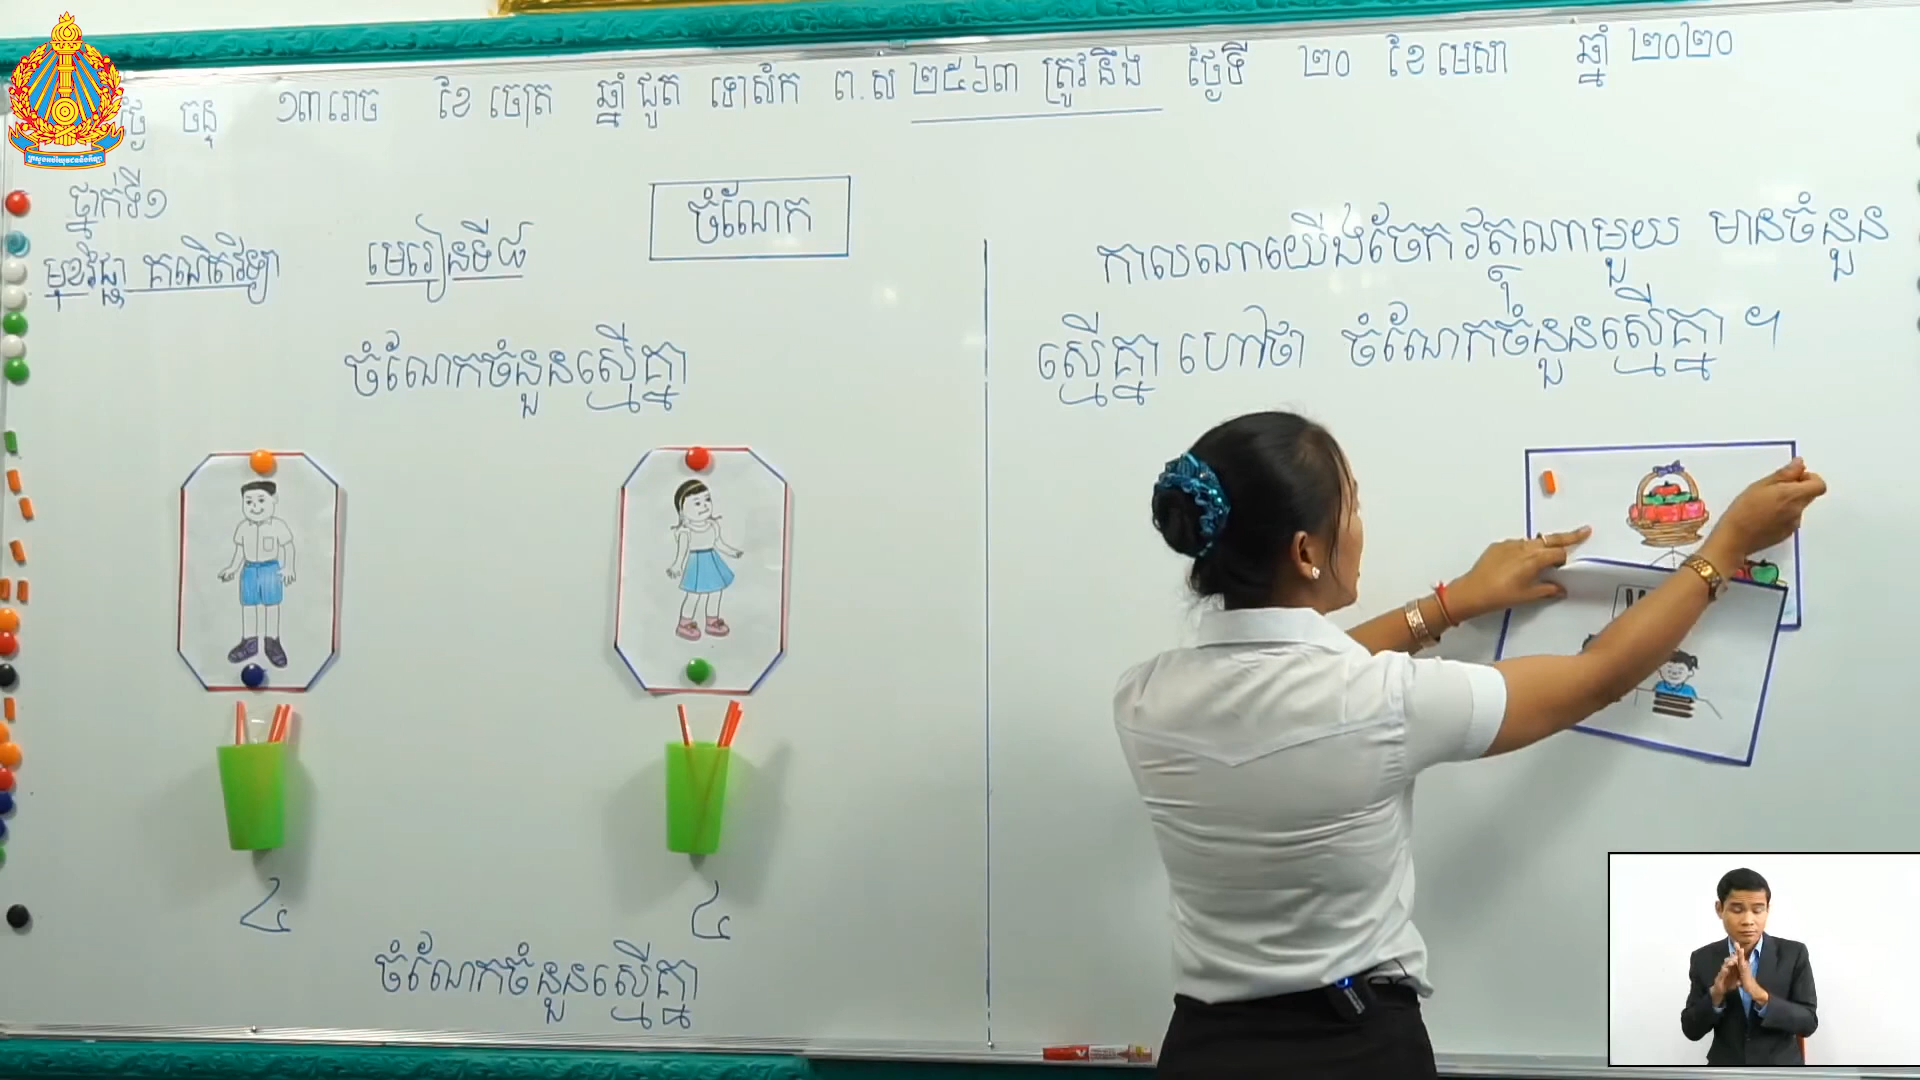 ថ្ងៃ ចន្ទ ១៣រោច ខែ ចេត្រ ឆ្នាំ ជូត ទោស័ក ព.ស ២៥៦៣ ត្រូវនឹង ថ្ងៃទី ២០ ខែ មេសា ឆ្នាំ ២០២០
ថ្នាក់ទី១
មុខវិជ្ជា គណិតវិទ្យា
មេរៀនទី៨
ចំណែក
ចំណែកចំនួនស្មើគ្នា
៤ ៤
ចំណែកចំនួនស្មើគ្នា
កាលណាយើងចែកវត្ថុណាមួយ មានចំនួន
ស្មើគ្នា ហៅថា ចំណែកចំនួនស្មើគ្នា ។